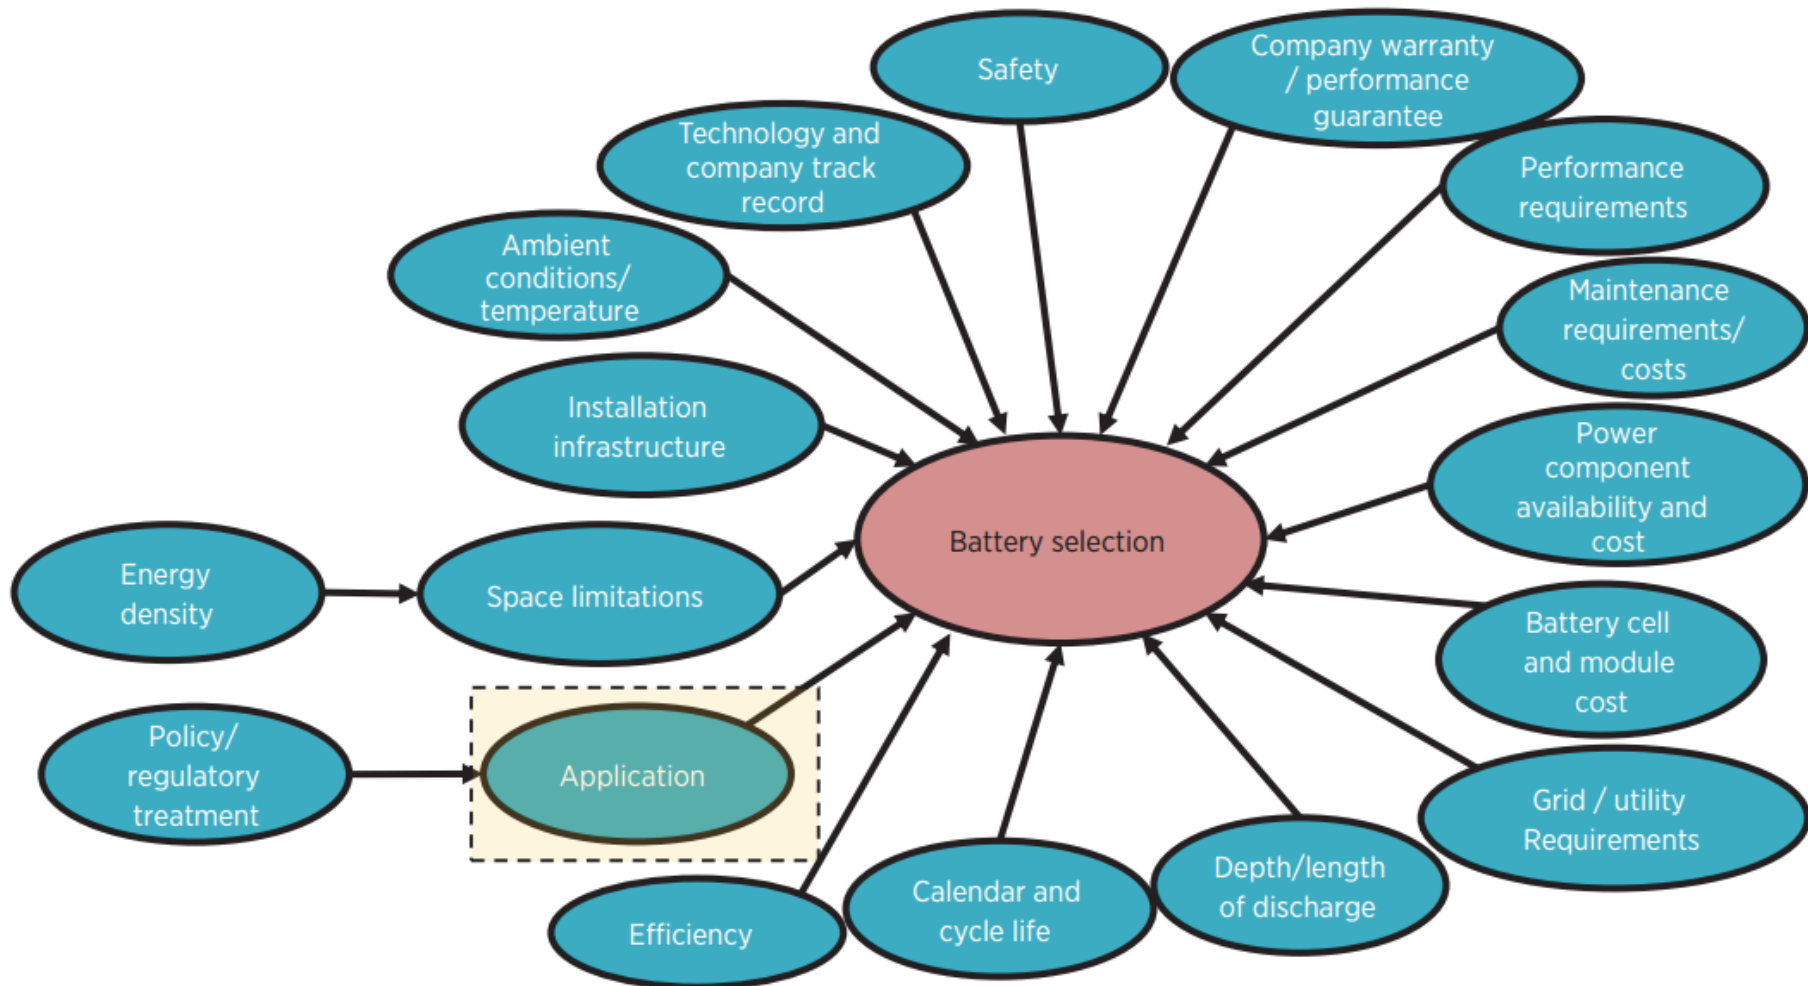 Safety
Company warranty
/ performance
guarantee
Technology and
company track
record
Performance
requirements
Ambient
conditions/
temperature
Maintenance
requirements/
costs
Installation
infrastructure
Power
component
availability and
cost
Battery selection
Energy
density
Space limitations
Battery cell
and module
cost
Policy/
regulatory
treatment
Application
Grid / utility
Requirements
Efficiency
Calendar and
cycle life
Depth/length
of discharge